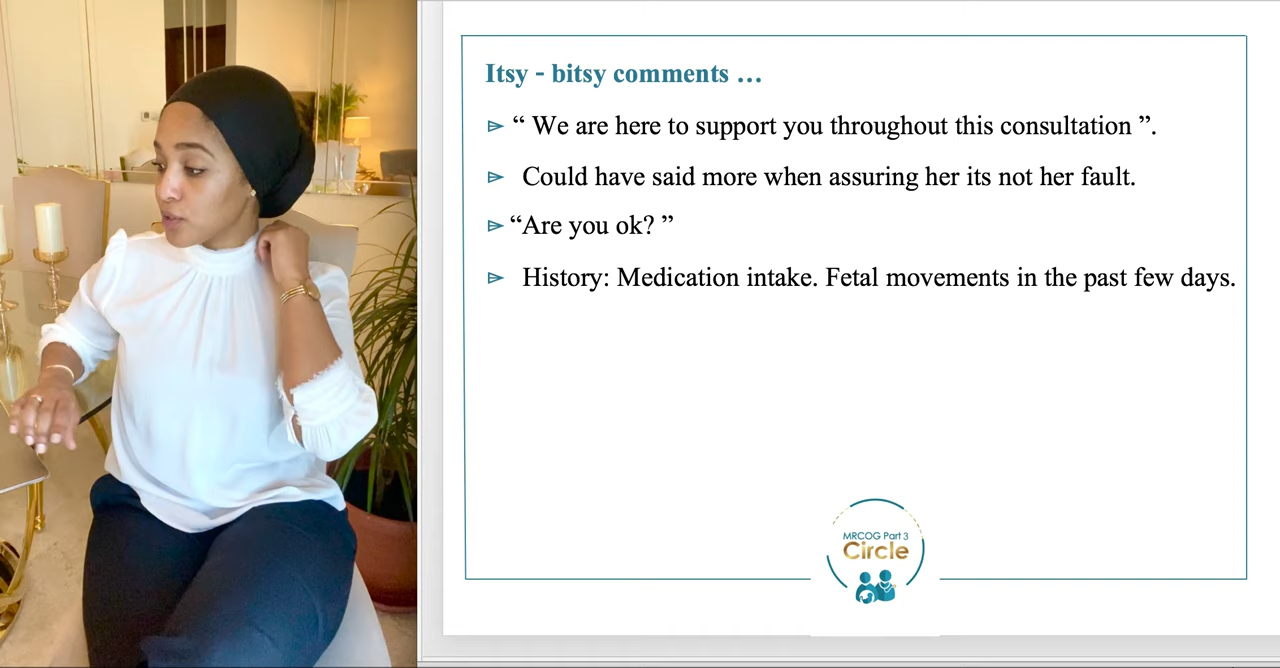 Itsy - bitsy comments ...
“ We are here to support you throughout this consultation ”.
Could have said more when assuring her its not her fault.
“Are you ok? ”
History: Medication intake. Fetal movements in the past few days.
MRCOG Part 3
Circle